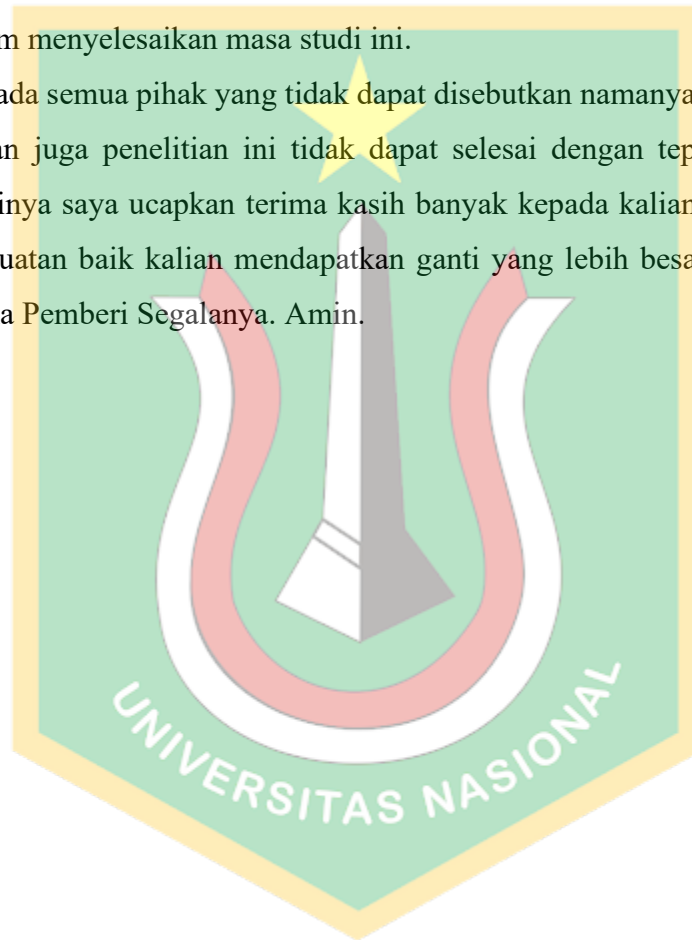 m menyelesaikan masa studi ini.
ada semua pihak yang tidak dapat disebutkan namanya
an juga penelitian ini tidak dapat selesai dengan tep
inya saya ucapkan terima kasih banyak kepada kalian
uatan baik kalian mendapatkan ganti yang lebih besa
a Pemberi Segalanya. Amin.
UNIVERSITAS NASIONAL